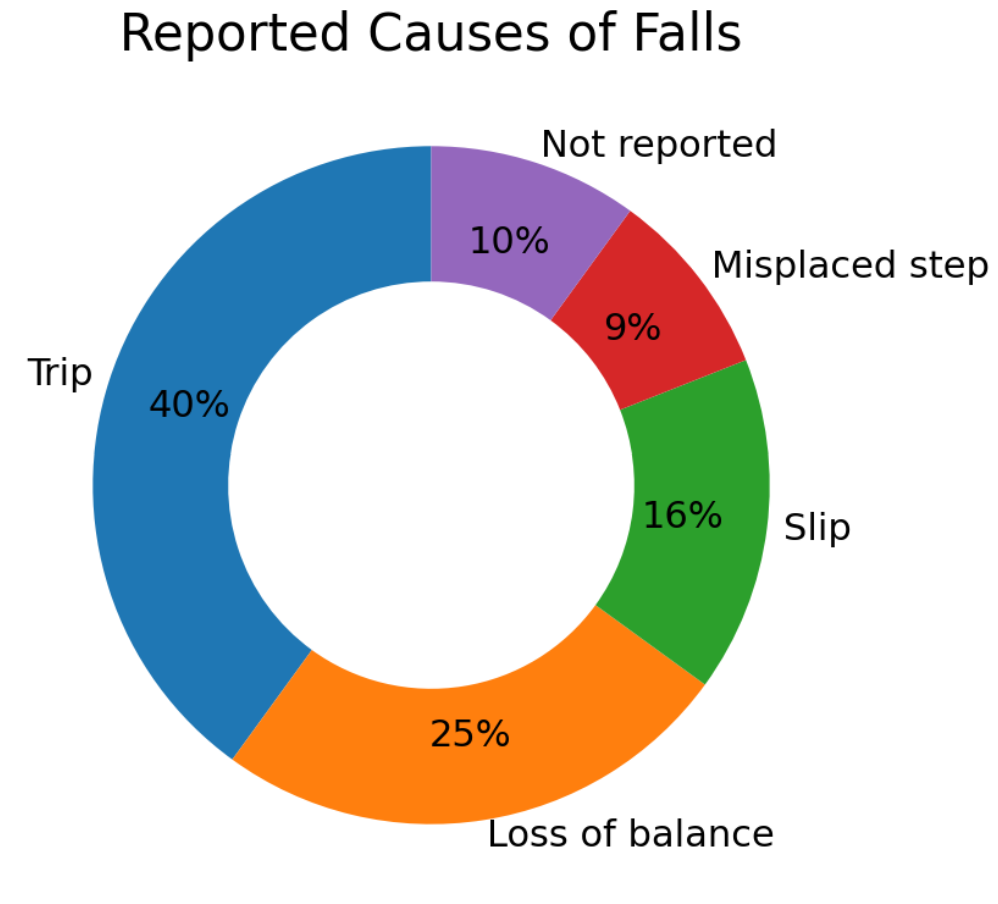 Reported Causes of Falls
Not reported
10%
Misplaced step
9%
Trip
40%
16%
Slip
25%
Loss of balance